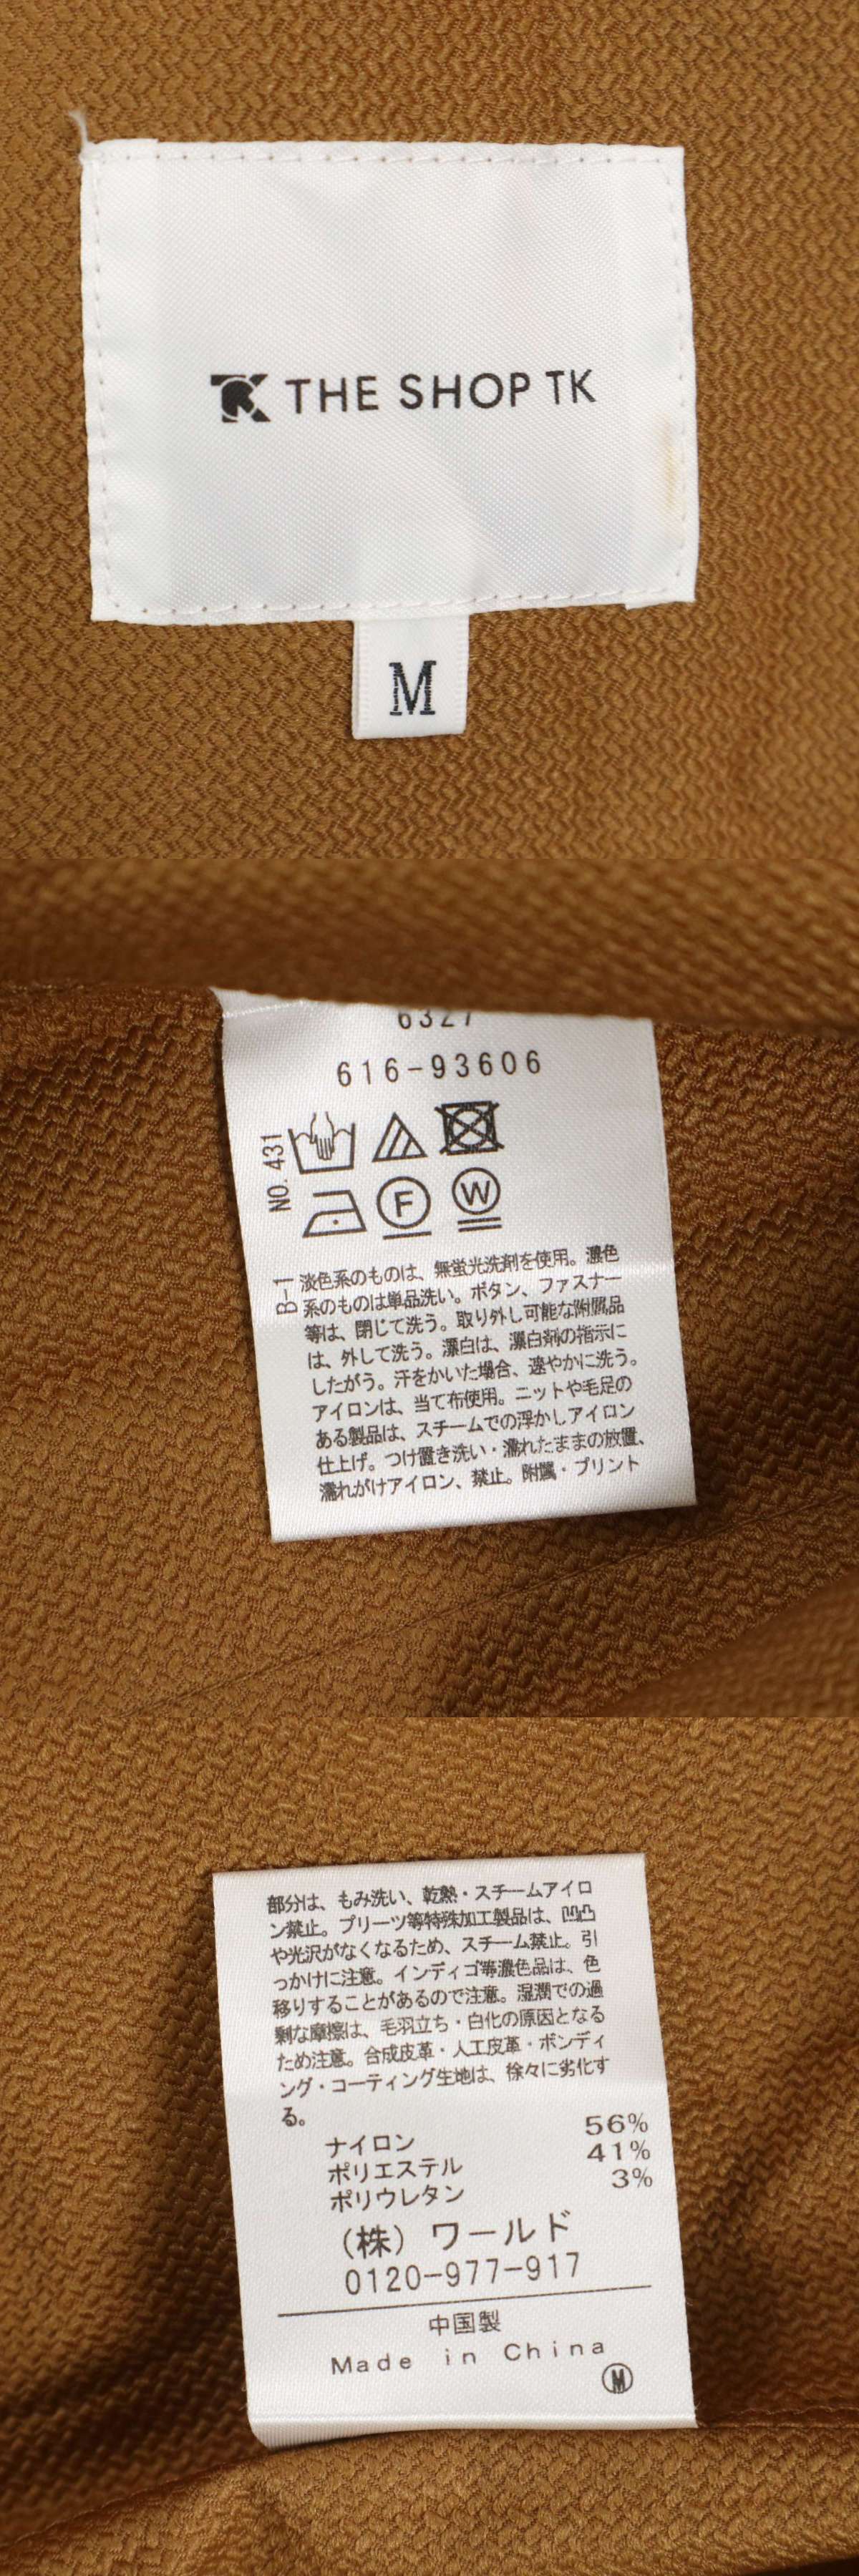 TK THE SHOP TK
M
6327
616-93606
NO. 431
F
W
B-1
淡色系のものは、無蛍光洗剤を使用。濃色
系のものは単品洗い。ボタン、ファスナー
等は、閉じて洗う。取り外し可能な附属品
は、外して洗う。漂白は、漂白剤の指示に
したがう。汗をかいた場合、速やかに洗う。
アイロンは、当て布使用。ニットや毛足の
ある製品は、スチームでの浮かしアイロン
仕上げ。つけ置き洗い・濡れたままの放置、
濡れがけアイロン、禁止。附属・プリント
部分は、もみ洗い、乾熱・スチームアイロ
ン禁止。プリーツ等特殊加工製品は、凹凸
や光沢がなくなるため、スチーム禁止。引
っかけに注意。インディゴ等濃色品は、色
移りすることがあるので注意。湿潤での過
剰な摩擦は、毛羽立ち・白化の原因となる
ため注意。合成皮革・人工皮革・ボンディ
ング・コーティング生地は、徐々に劣化す
る。
ナイロン 56%
ポリエステル 41%
ポリウレタン 3%
(株) ワールド
0120-977-917
中国製
Made in China
M